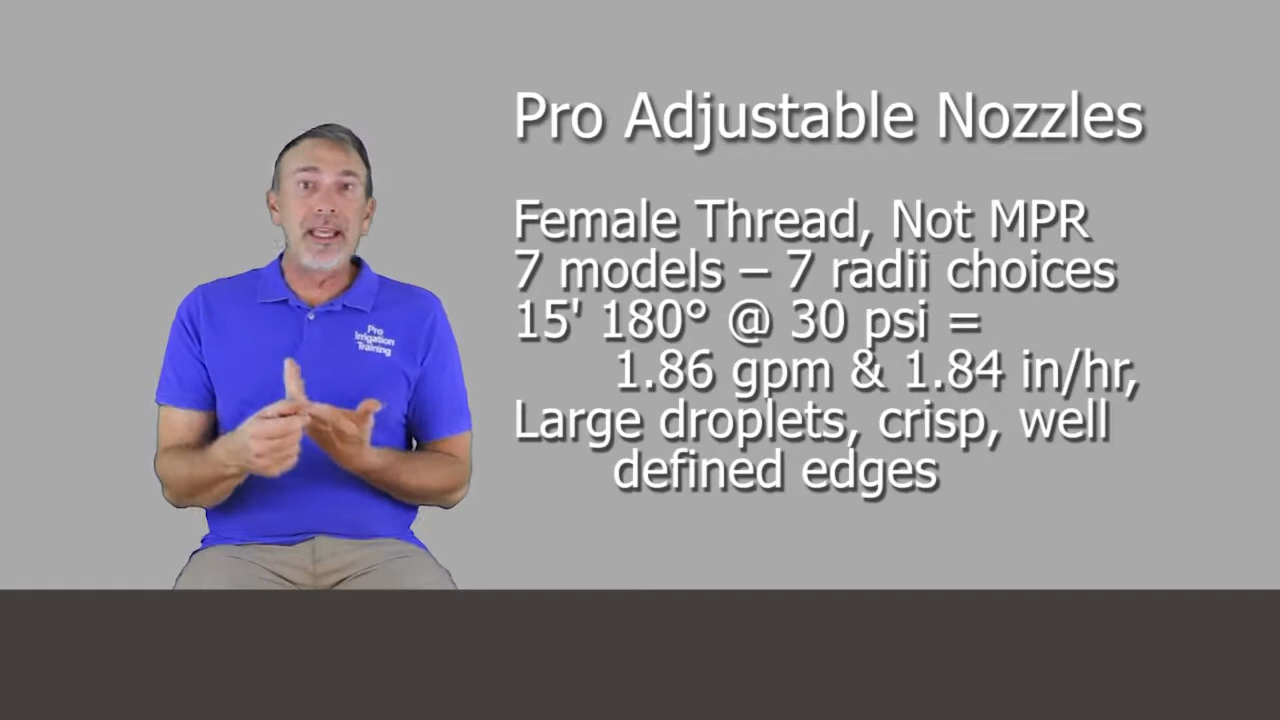 Pro Adjustable Nozzles
Female Thread, Not MPR
7 models – 7 radii choices
15' 180° @ 30 psi =
1.86 gpm & 1.84 in/hr,
Large droplets, crisp, well
defined edges
Pro
Irrigation
Training